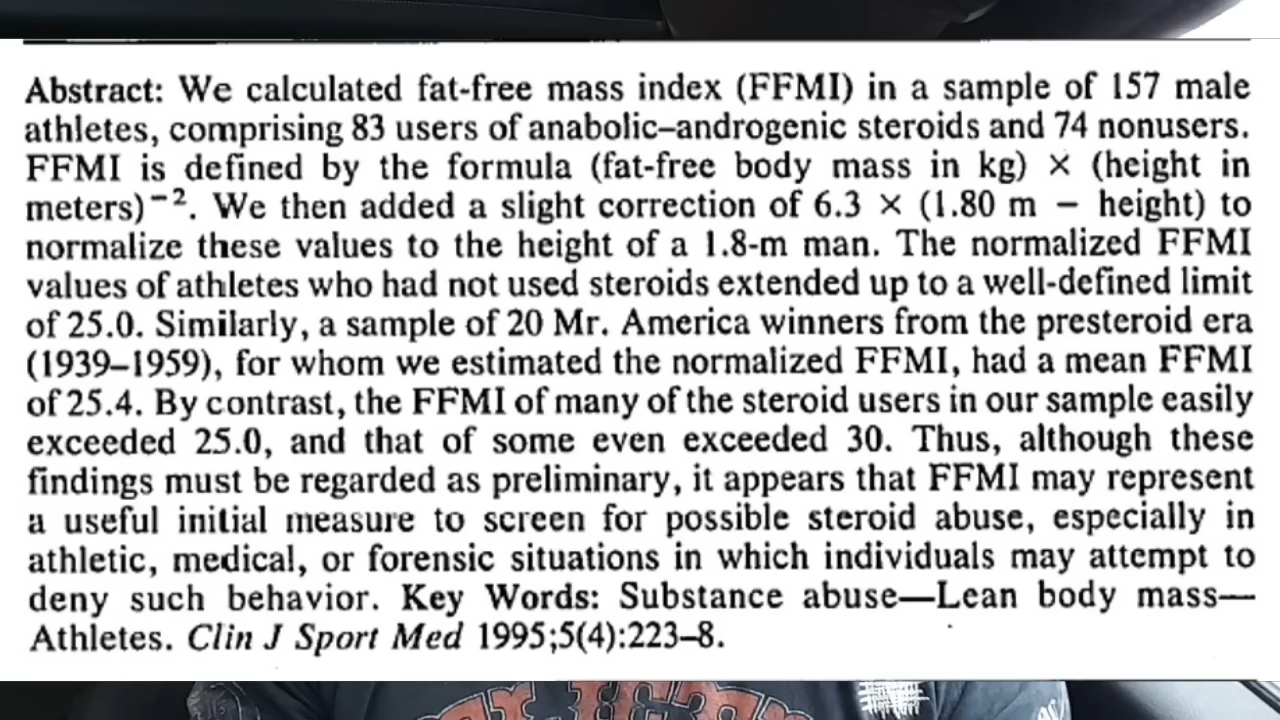 Abstract: We calculated fat-free mass index (FFMI) in a sample of 157 male
athletes, comprising 83 users of anabolic–androgenic steroids and 74 nonusers.
FFMI is defined by the formula (fat-free body mass in kg) × (height in
meters)⁻². We then added a slight correction of 6.3 × (1.80 m − height) to
normalize these values to the height of a 1.8-m man. The normalized FFMI
values of athletes who had not used steroids extended up to a well-defined limit
of 25.0. Similarly, a sample of 20 Mr. America winners from the presteroid era
(1939–1959), for whom we estimated the normalized FFMI, had a mean FFMI
of 25.4. By contrast, the FFMI of many of the steroid users in our sample easily
exceeded 25.0, and that of some even exceeded 30. Thus, although these
findings must be regarded as preliminary, it appears that FFMI may represent
a useful initial measure to screen for possible steroid abuse, especially in
athletic, medical, or forensic situations in which individuals may attempt to
deny such behavior. Key Words: Substance abuse—Lean body mass—
Athletes. Clin J Sport Med 1995;5(4):223–8.